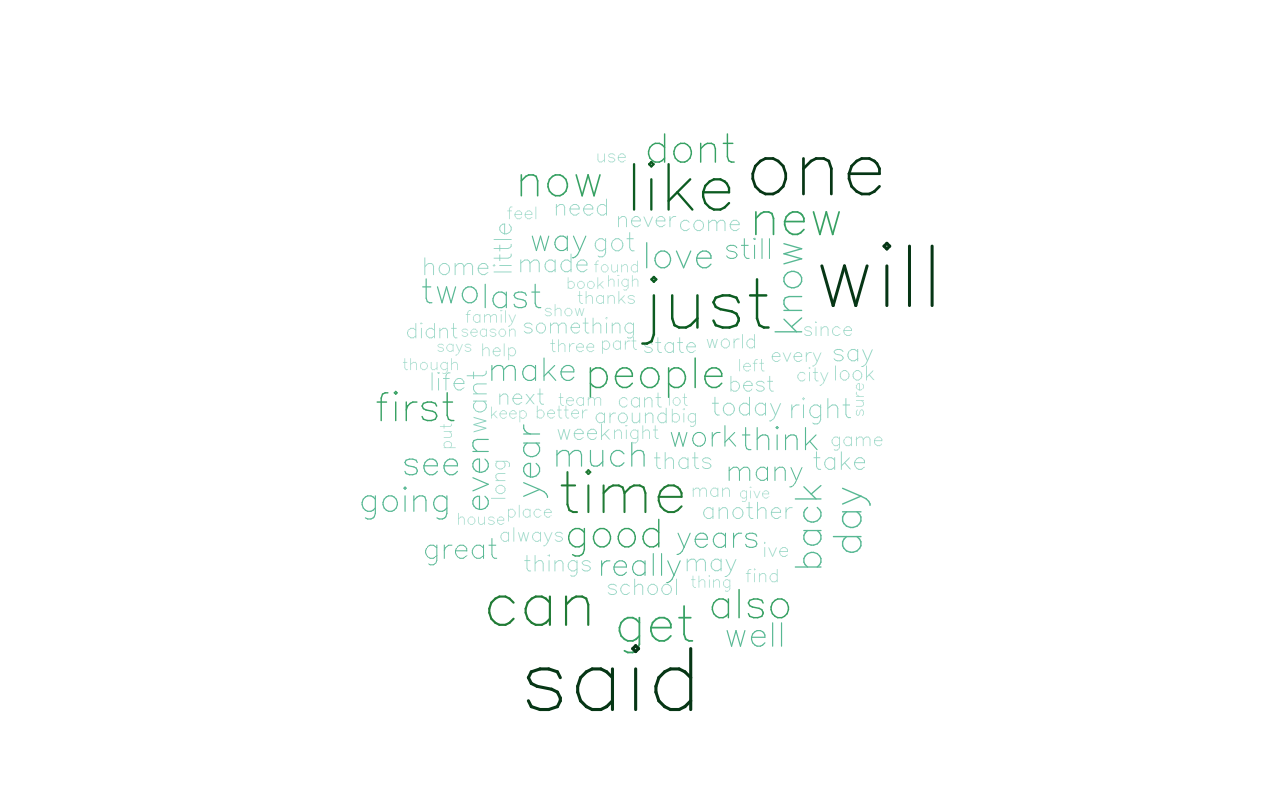 use dont
now like one
feel need never come new
little way got love still know will
home made found
two last book high just
thanks
family show
didnt season something since
says help three part state world
though left every say
life make people best city look
want next team cant lot sure
first keep better around big today right
put week night work think game
see even year much thats many take
long time man give
going house place another back day
always good years
great things really may ive
school thing find
can get also
well
said